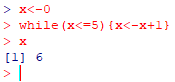 > x<-0
> while(x<=5){x<-x+1}
> x
[1] 6
>